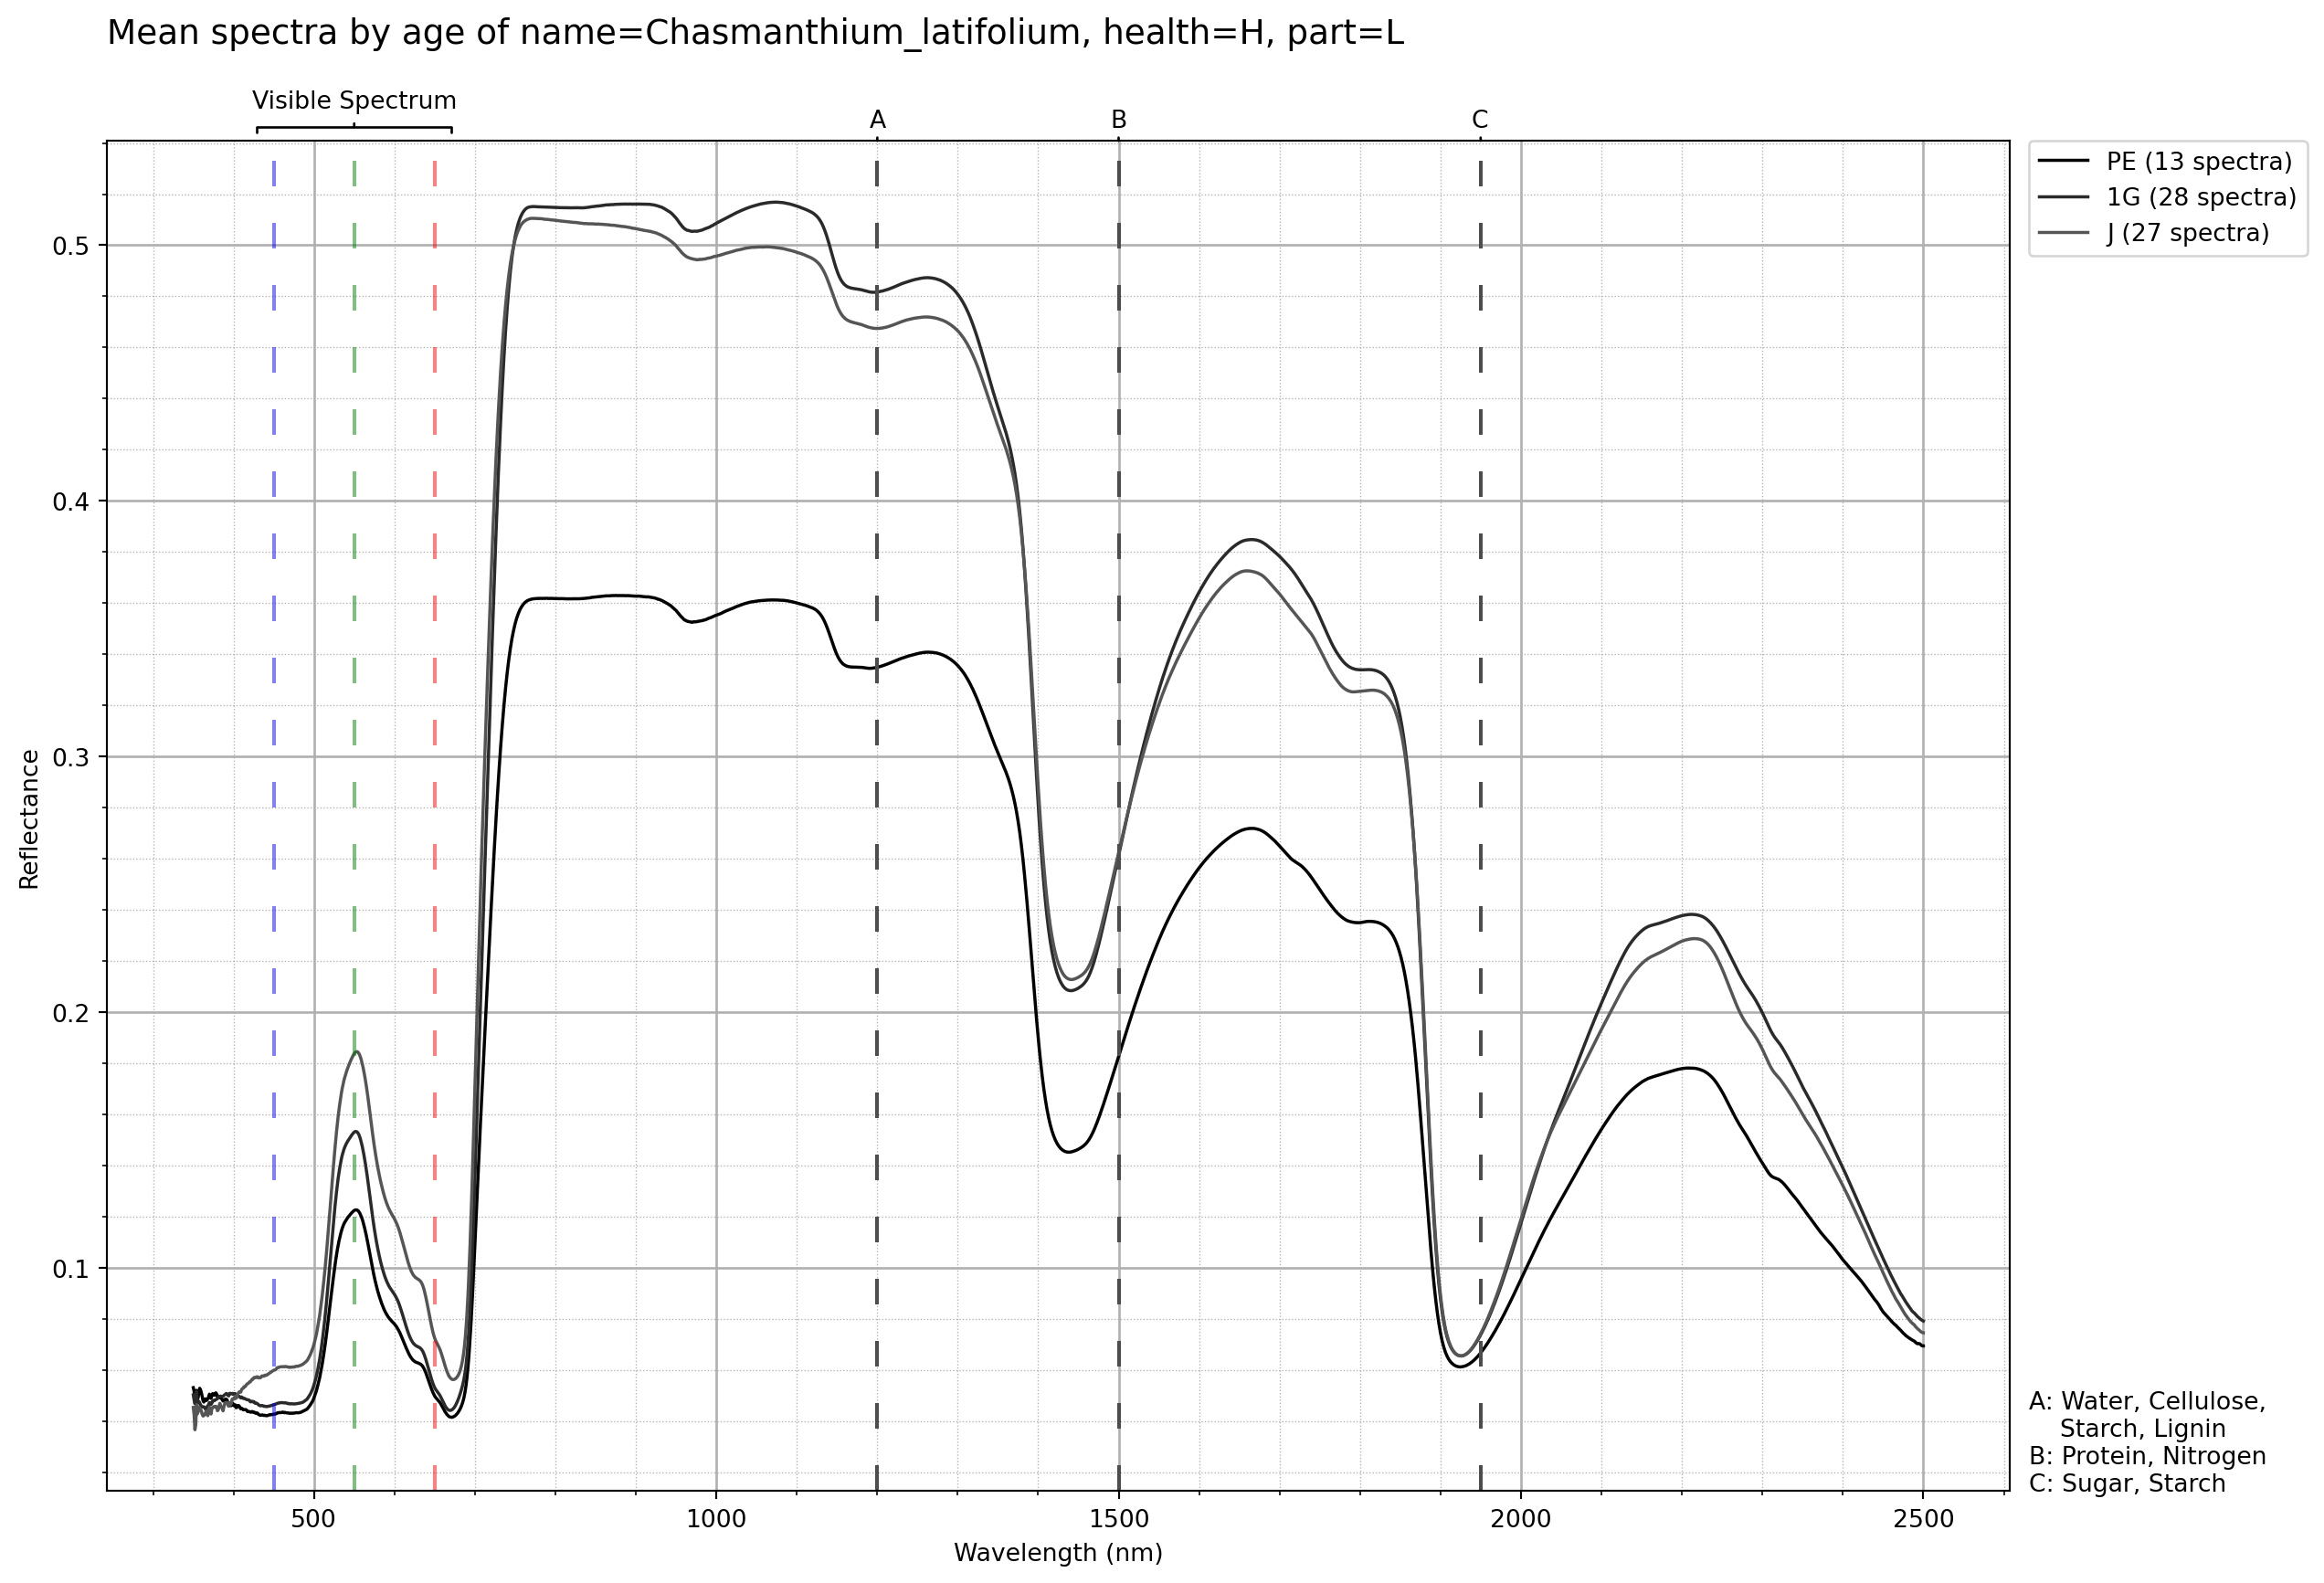 Mean spectra by age of name=Chasmanthium_latifolium, health=H, part=L
Visible Spectrum
A
B
C
PE (13 spectra)
1G (28 spectra)
J (27 spectra)
Reflectance
0.5
0.4
0.3
0.2
0.1
500
1000
1500
2000
2500
Wavelength (nm)
A: Water, Cellulose,
Starch, Lignin
B: Protein, Nitrogen
C: Sugar, Starch